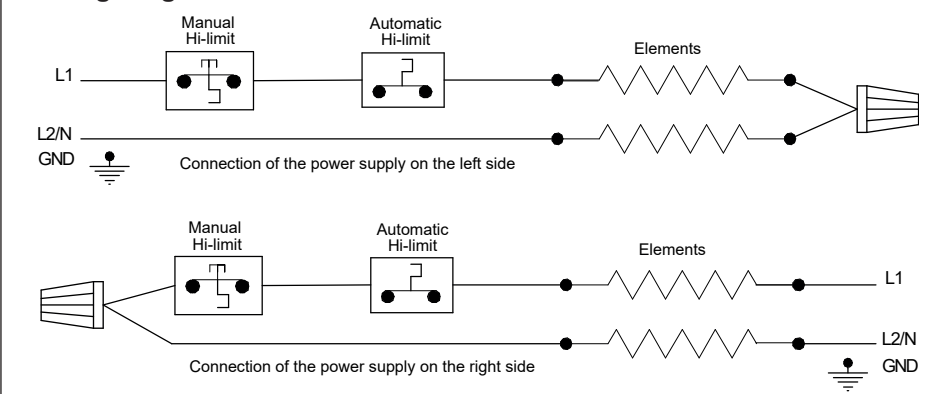 Manual
Hi-limit
Automatic
Hi-limit
Elements
L1
L2/N
GND
Connection of the power supply on the left side
Manual
Hi-limit
Automatic
Hi-limit
Elements
L1
L2/N
GND
Connection of the power supply on the right side